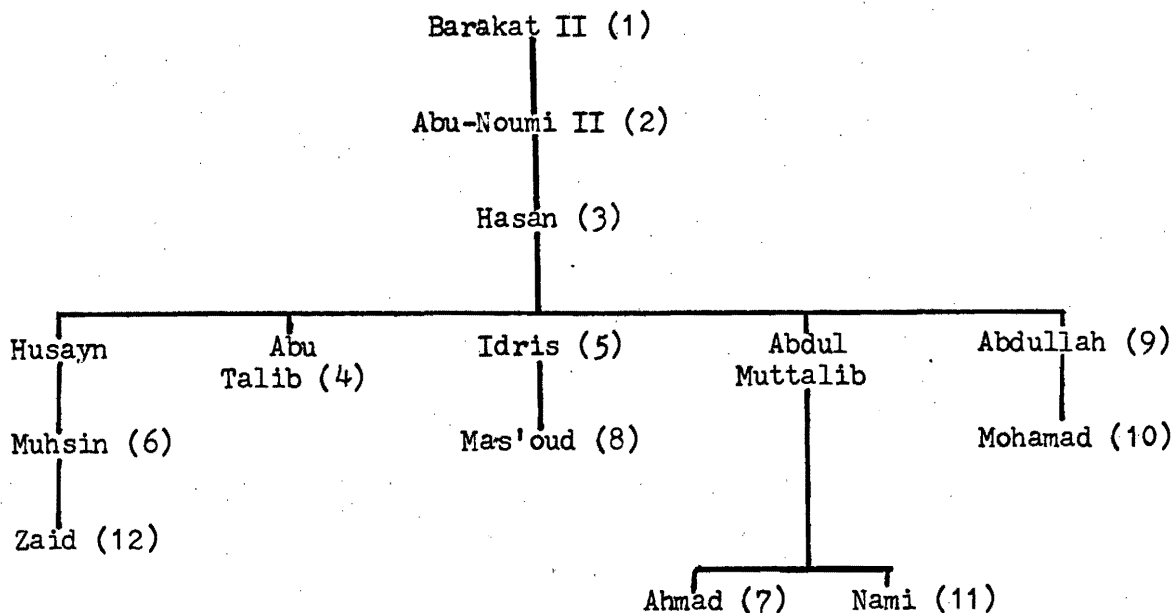 Barakat II (1)
Abu-Noumi II (2)
Hasan (3)
Husayn
Abu
Talib (4)
Idris (5)
Abdul
Muttalib
Abdullah (9)
Muhsin (6)
Mas'oud (8)
Mohamad (10)
Zaid (12)
Ahmad (7)
Nami (11)